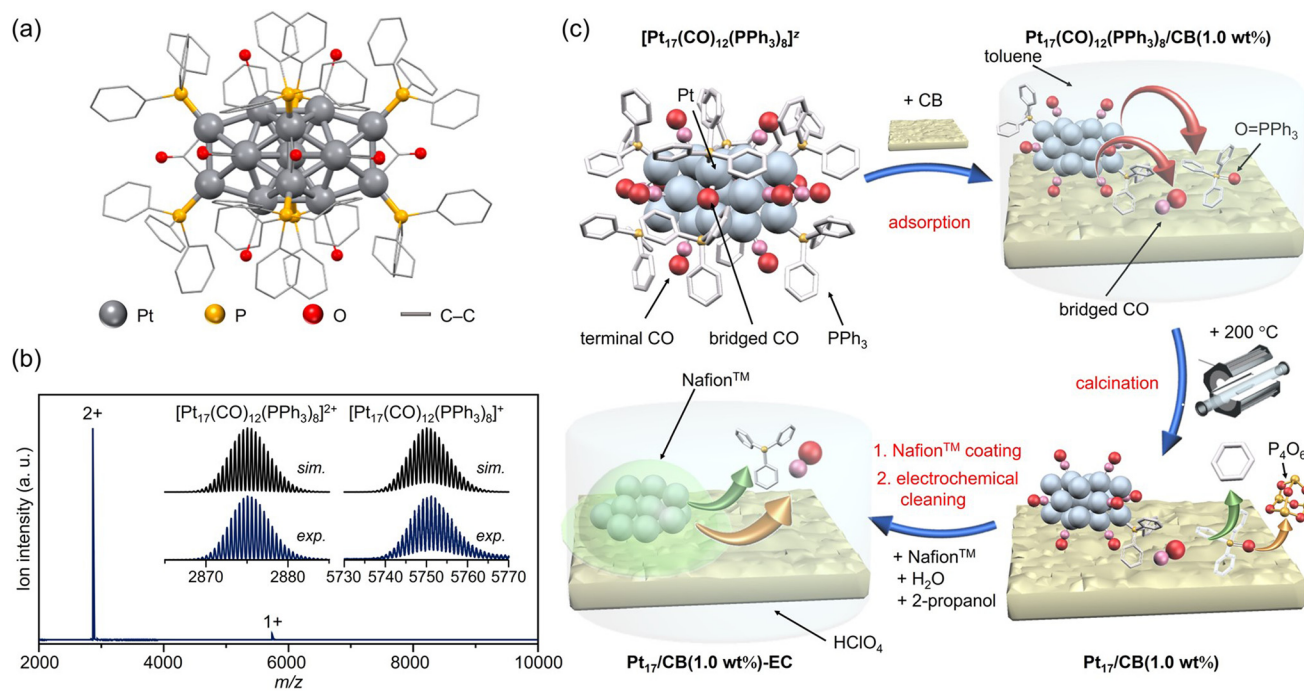 (a)
Pt
P
O
C–C
(b)
Ion intensity (a. u.)
2+
[Pt₁₇(CO)₁₂(PPh₃)₈]²⁺
[Pt₁₇(CO)₁₂(PPh₃)₈]⁺
sim.
sim.
exp.
exp.
2870
2880
5730
5740
5750
5760
5770
1+
2000
4000
6000
8000
10000
m/z
(c)
[Pt₁₇(CO)₁₂(PPh₃)₈]ᶻ
Pt
terminal CO
bridged CO
PPh₃
+ CB
adsorption
Pt₁₇(CO)₁₂(PPh₃)₈/CB(1.0 wt%)
toluene
O=PPh₃
bridged CO
+ 200 °C
calcination
P₄O₆
Pt₁₇/CB(1.0 wt%)
1. Nafion™ coating
2. electrochemical
cleaning
+ Nafion™
+ H₂O
+ 2-propanol
Nafion™
HClO₄
Pt₁₇/CB(1.0 wt%)-EC